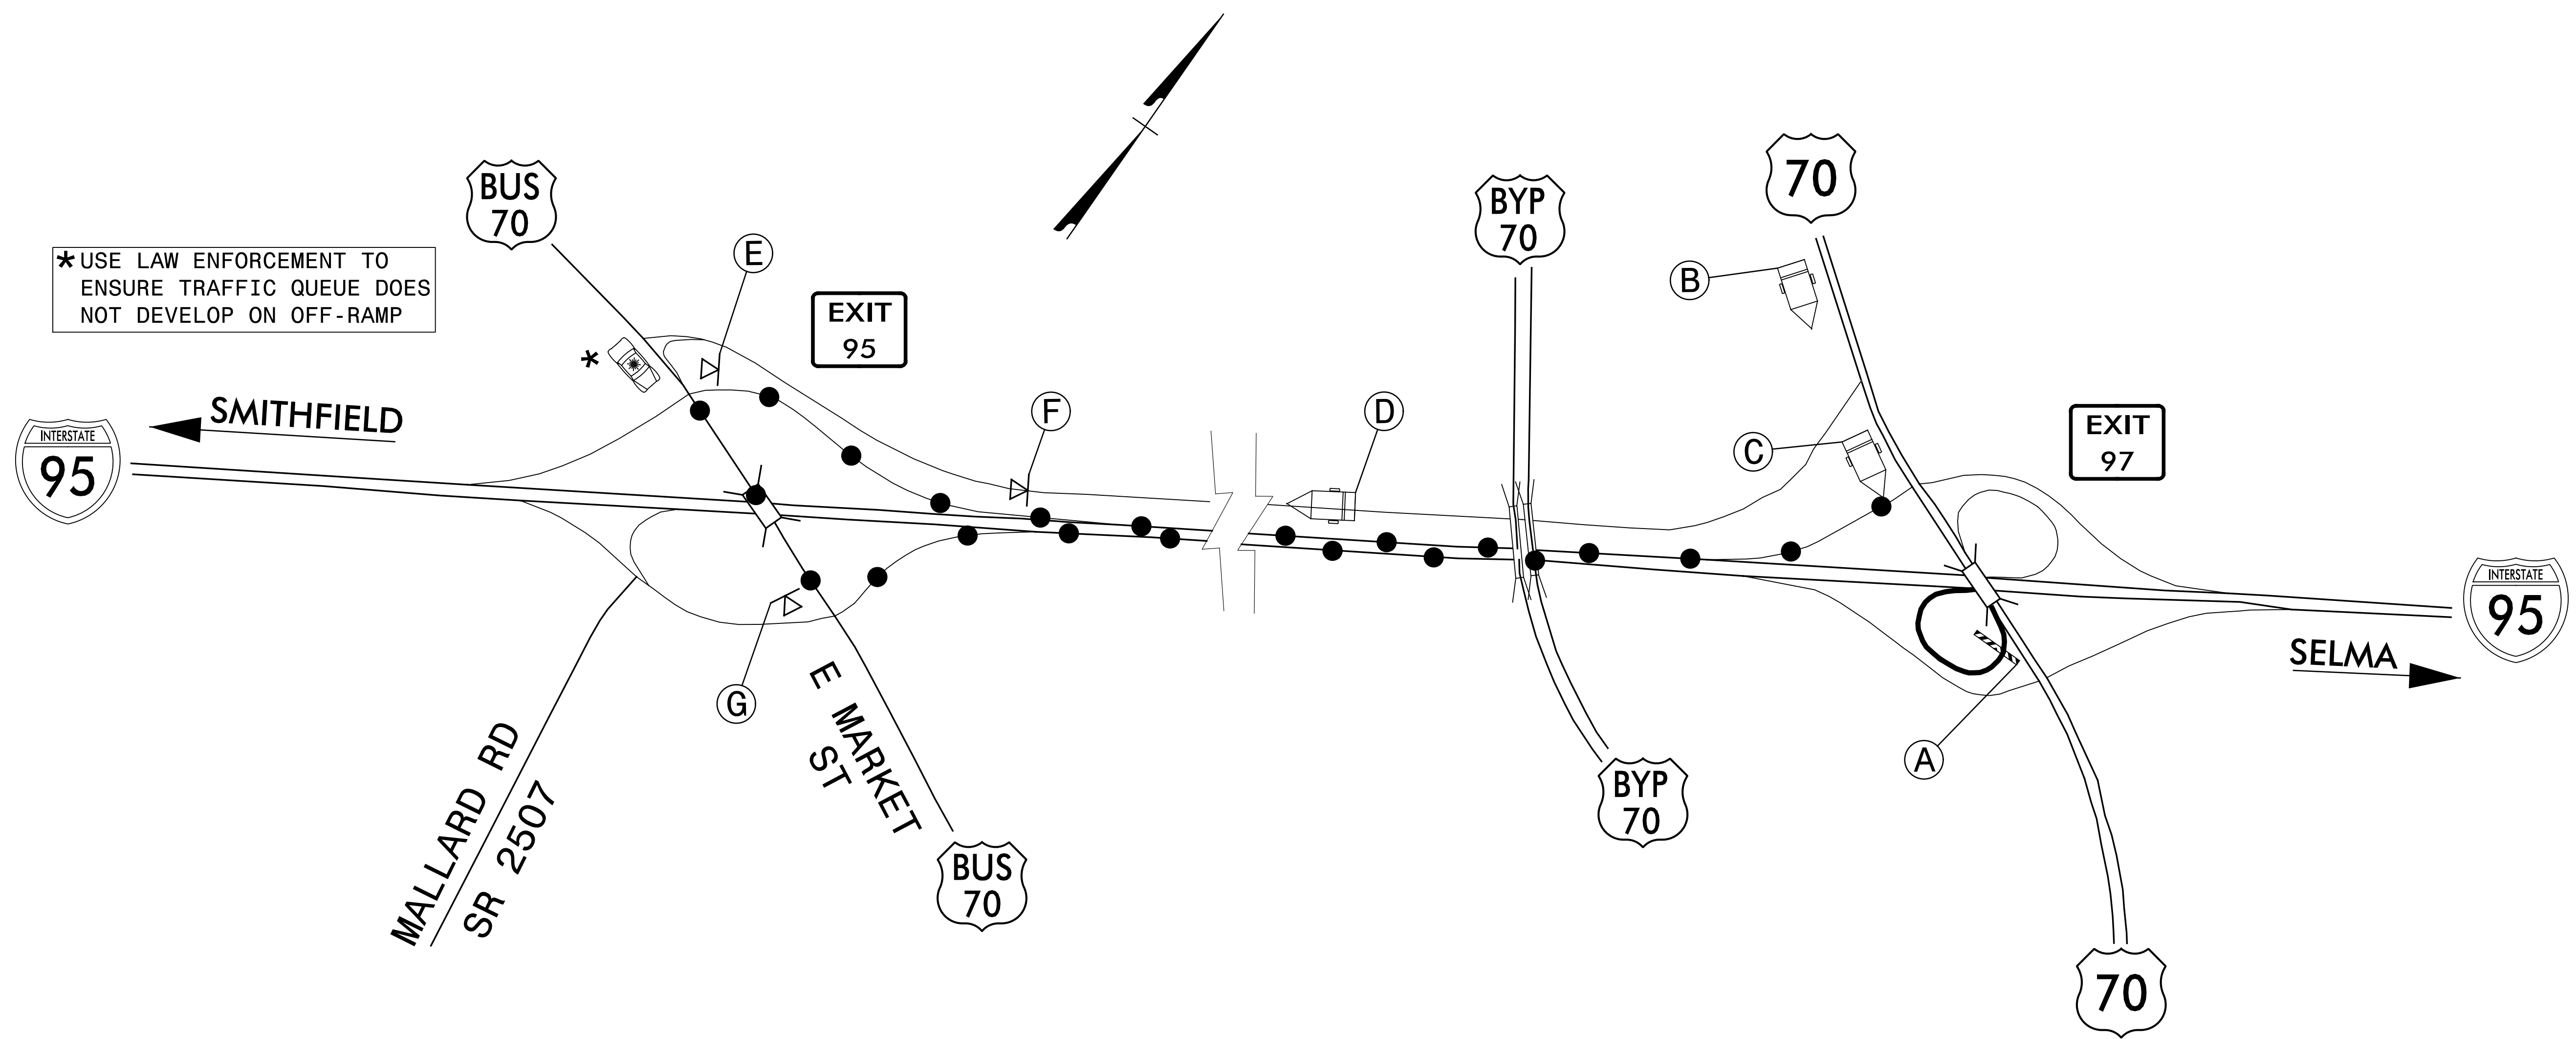 BUS
70
* USE LAW ENFORCEMENT TO
ENSURE TRAFFIC QUEUE DOES
NOT DEVELOP ON OFF-RAMP
E
EXIT
95
*
SMITHFIELD
INTERSTATE
95
F
D
BYP
70
70
B
C
EXIT
97
INTERSTATE
95
SELMA
A
G
E MARKET
ST
MALLARD RD
SR 2507
BUS
70
BYP
70
70